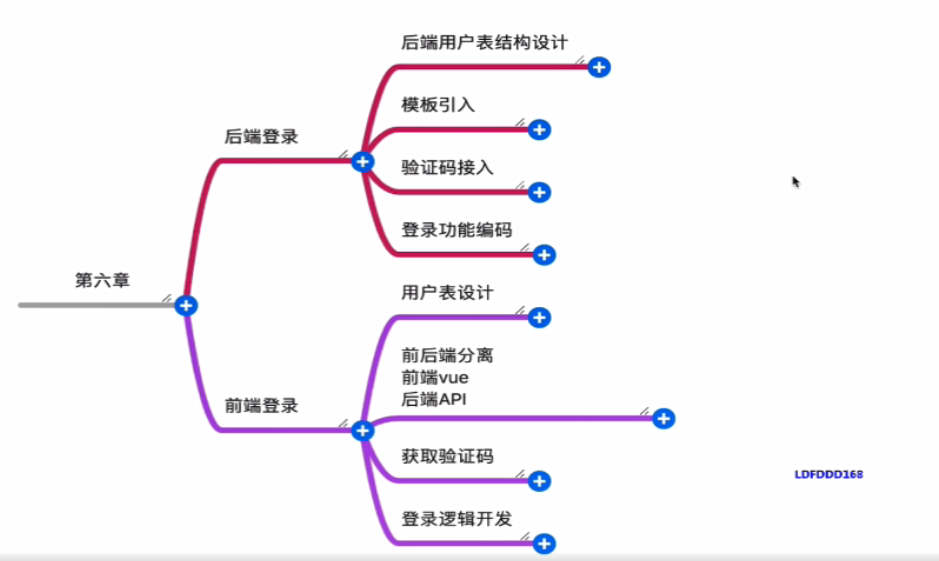 后端用户表结构设计
模板引入
后端登录
验证码接入
登录功能编码
第六章
用户表设计
前后端分离
前端vue
后端API
前端登录
获取验证码
LDFDDD168
登录逻辑开发